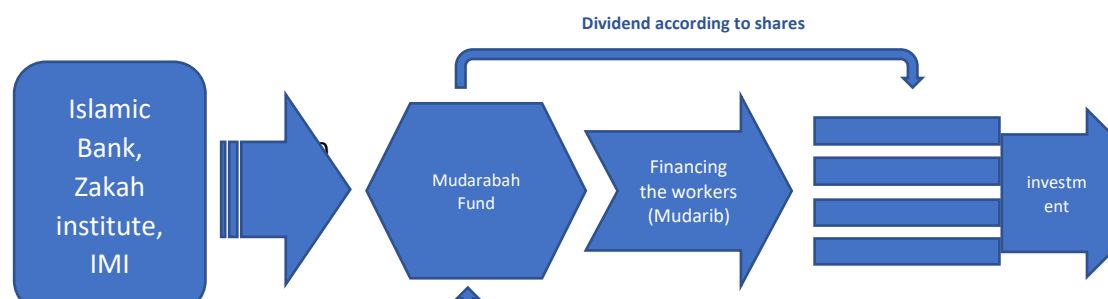 Dividend according to shares
Islamic
Bank,
Zakah
institute,
IMI
Mudarabah
Fund
Financing
the workers
(Mudarib)
investm
ent